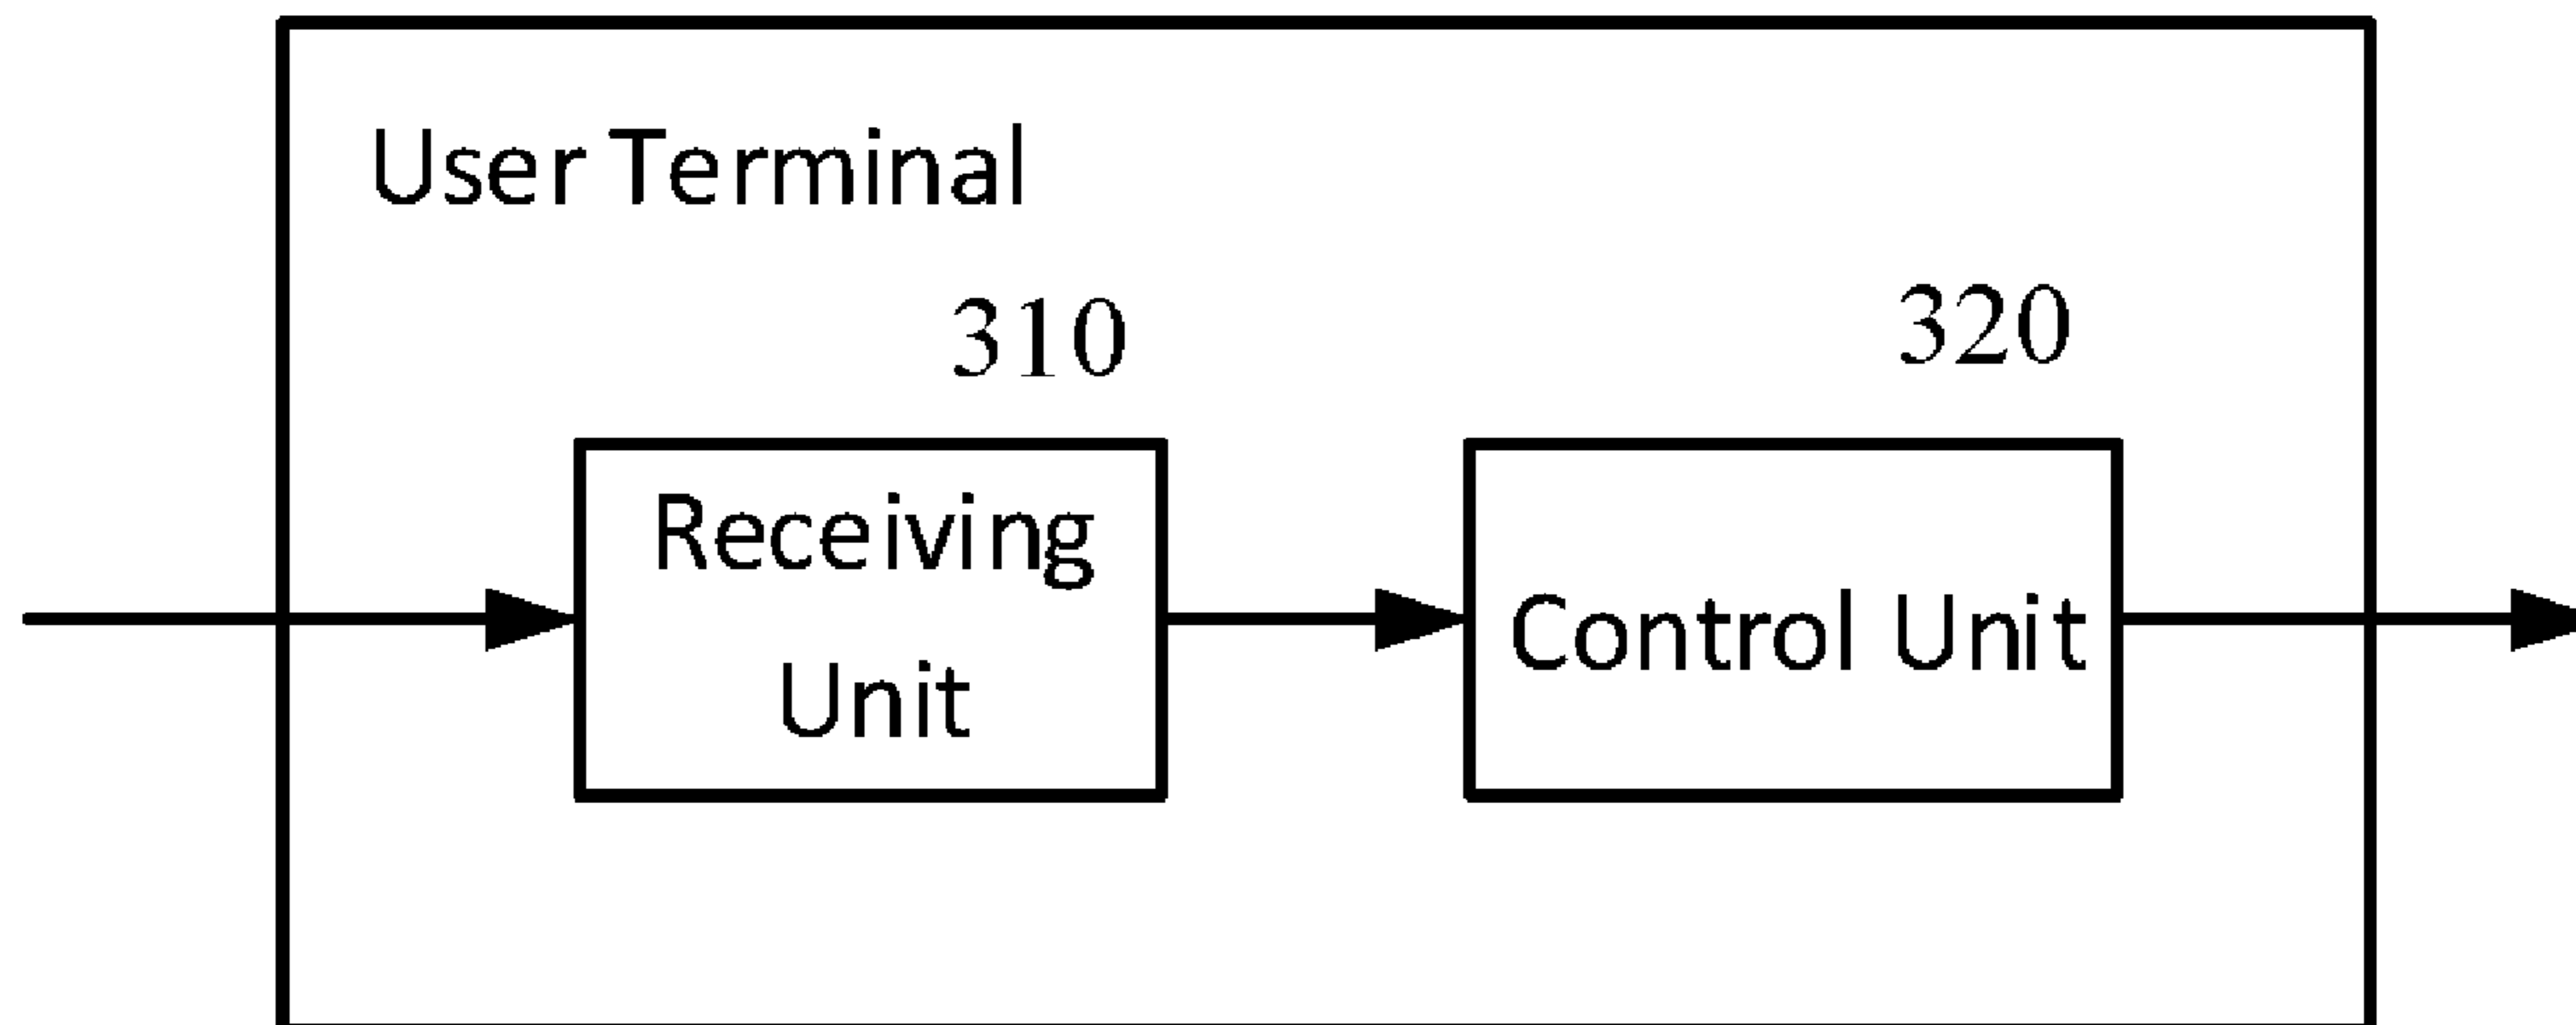 User Terminal
310
320
Receiving
Unit
Control Unit